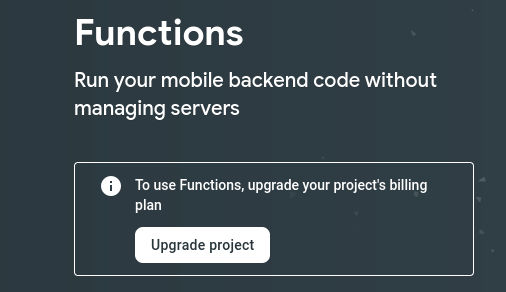 Functions
Run your mobile backend code without
managing servers
To use Functions, upgrade your project's billing
plan
Upgrade project